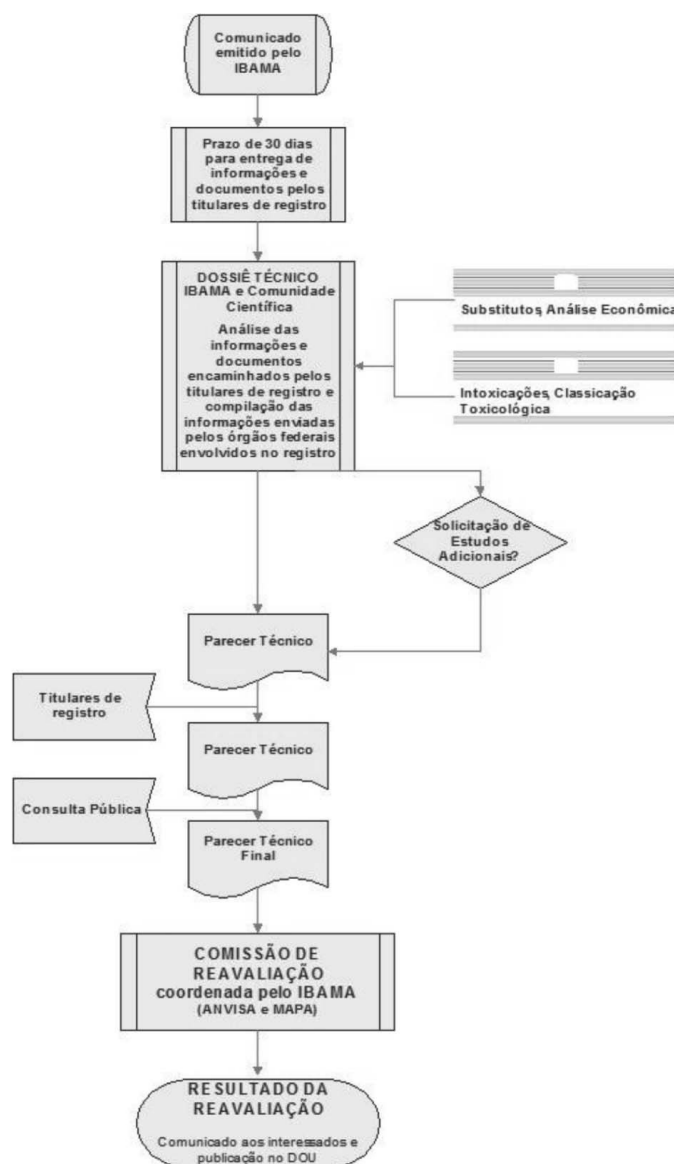 Comunicado
emitido pelo
IBAMA
Prazo de 30 dias
para entrega de
informações e
documentos pelos
titulares de registro
DOSSIÊ TÉCNICO
IBAMA e Comunidade
Científica
Análise das
informações e
documentos
encaminhados pelos
titulares de registro e
compilação das
informações enviadas
pelos órgãos federais
envolvidos no registro
Substitutos, Análise Econômica
Intoxicações, Classicação
Toxicológica
Solicitação de
Estudos
Adicionais?
Parecer Técnico
Titulares de
registro
Parecer Técnico
Consulta Pública
Parecer Técnico
Final
COMISSÃO DE
REAVALIAÇÃO
coordenada pelo IBAMA
(ANVISA e MAPA)
RESULTADO DA
REAVALIAÇÃO
Comunicado aos interessados e
publicação no DOU